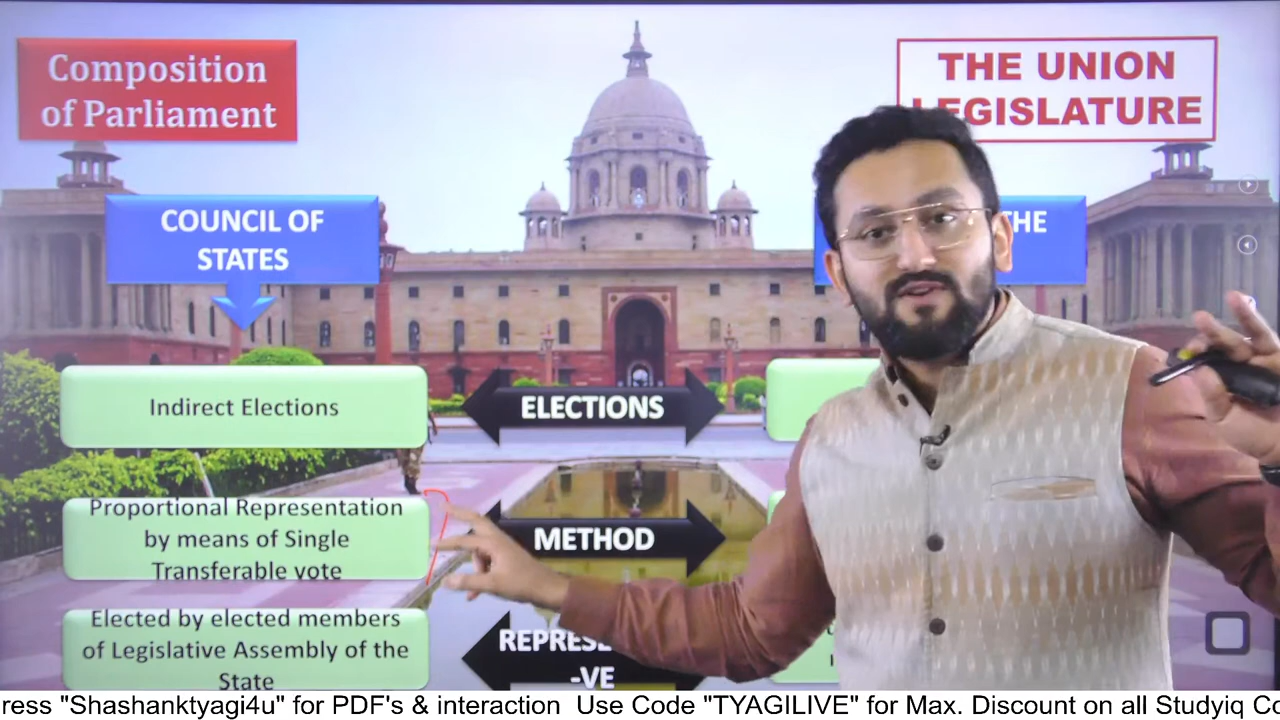 Composition
of Parliament
THE UNION
LEGISLATURE
COUNCIL OF
STATES
THE
Indirect Elections
ELECTIONS
Proportional Representation
by means of Single
Transferable vote
METHOD
Elected by elected members
of Legislative Assembly of the
State
-VE
"Shashanktyagi4u" for PDF's & interaction Use Code "TYAGILIVE" for Max. Discount on all Studyiq